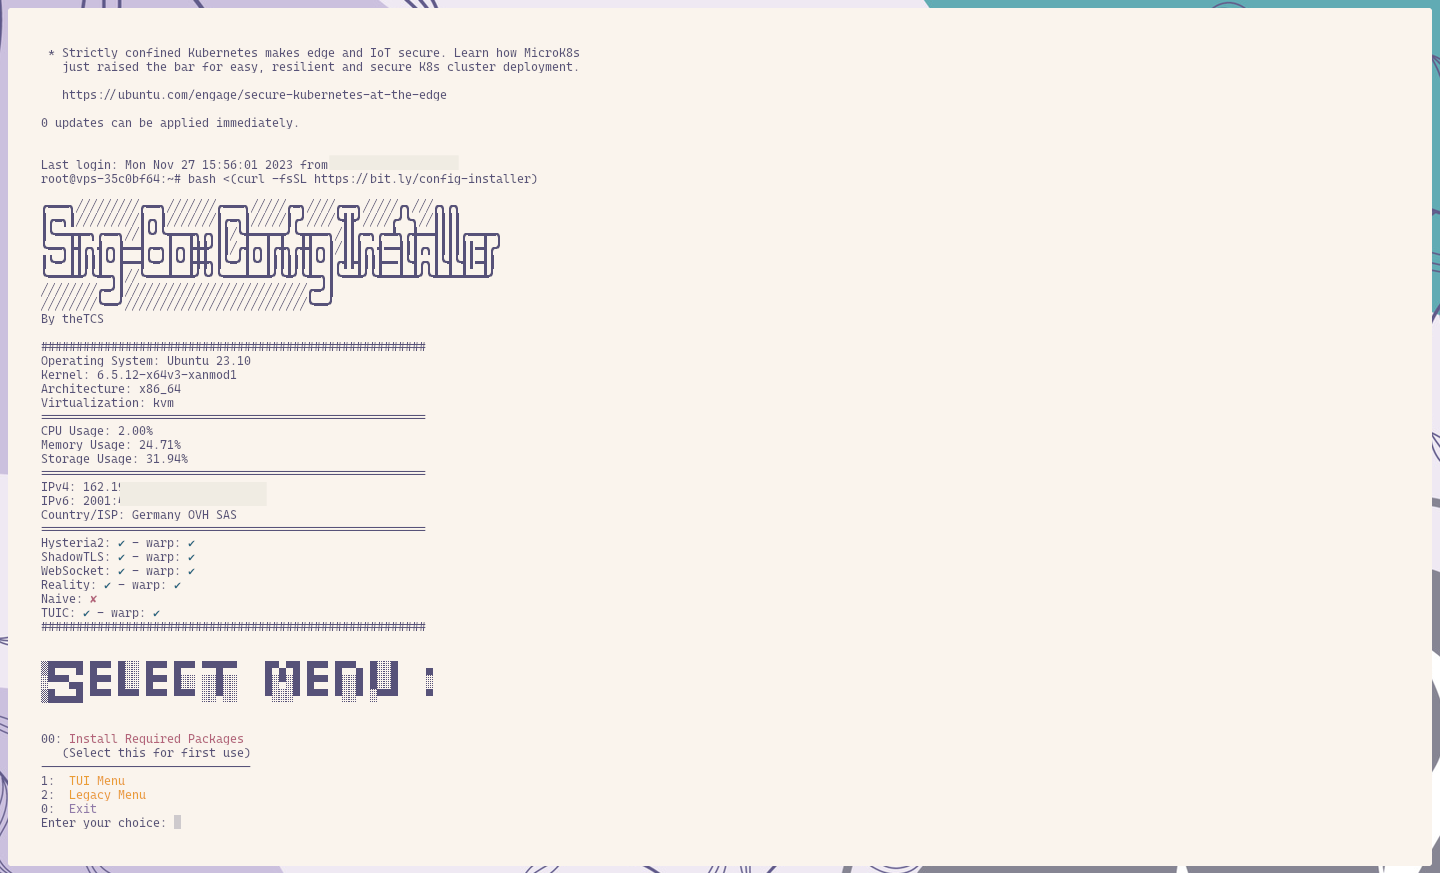 * Strictly confined Kubernetes makes edge and IoT secure. Learn how MicroK8s
just raised the bar for easy, resilient and secure K8s cluster deployment.
https://ubuntu.com/engage/secure-kubernetes-at-the-edge
0 updates can be applied immediately.
Last login: Mon Nov 27 15:56:01 2023 from
root@vps-35c0bf64:~# bash <(curl -fsSL https://bit.ly/config-installer)
Sing-Box Config Installer
By theTCS
#######################################################
Operating System: Ubuntu 23.10
Kernel: 6.5.12-x64v3-xanmod1
Architecture: x86_64
Virtualization: kvm
=======================================================
CPU Usage: 2.00%
Memory Usage: 24.71%
Storage Usage: 31.94%
=======================================================
IPv4: 162.1
IPv6: 2001:
Country/ISP: Germany OVH SAS
=======================================================
Hysteria2: ✔ - warp: ✔
ShadowTLS: ✔ - warp: ✔
WebSocket: ✔ - warp: ✔
Reality: ✔ - warp: ✔
Naive: ✘
TUIC: ✔ - warp: ✔
#######################################################
SELECT MENU :
00: Install Required Packages
(Select this for first use)
------------------------------
1: TUI Menu
2: Legacy Menu
0: Exit
Enter your choice: